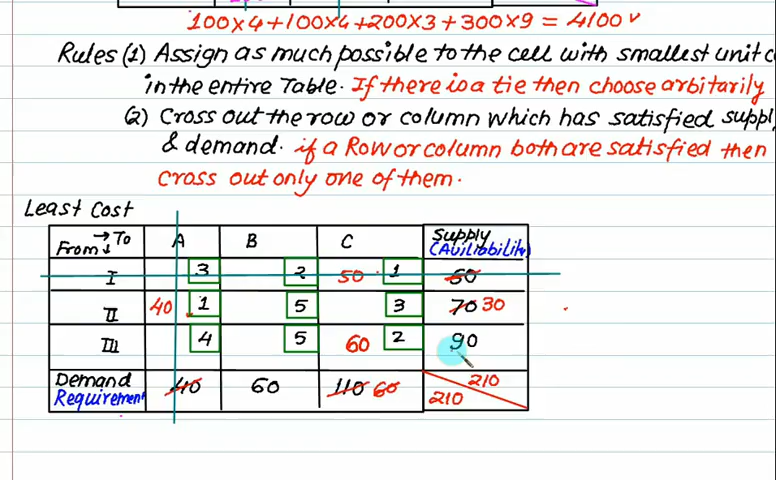 100×4+100×4+200×3+300×9 = 4100
Rules (1) Assign as much possible to the cell with smallest unit c
in the entire Table. If there is a tie then choose arbitarily
(2) Cross out the row or column which has satisfied suppl
& demand. if a Row or column both are satisfied then
cross out only one of them.
Least Cost
From↓ →To A B C Supply (Auiliability)
I 3 2 50 1 50
II 40 1 5 3 70 30
III 4 5 60 2 90
Demand Requirement 40 60 110 60 210 210